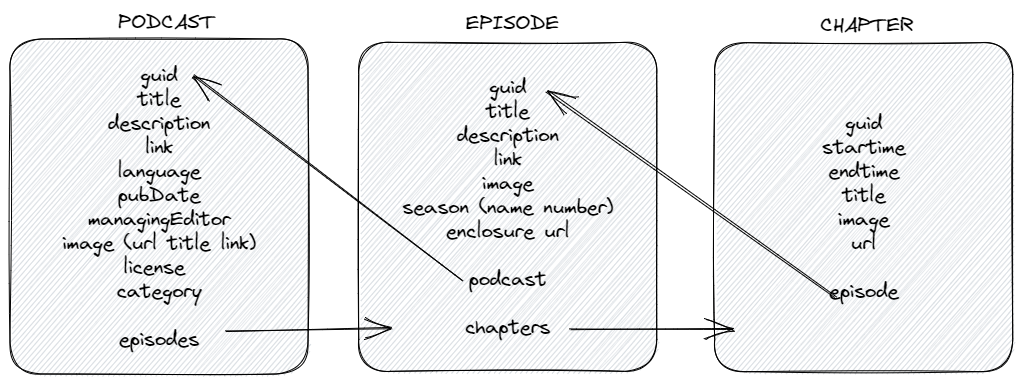 PODCAST
guid
title
description
link
language
pubDate
managingEditor
image (url title link)
license
category
episodes
EPISODE
guid
title
description
link
image
season (name number)
enclosure url
podcast
chapters
CHAPTER
guid
startime
endtime
title
image
url
episode